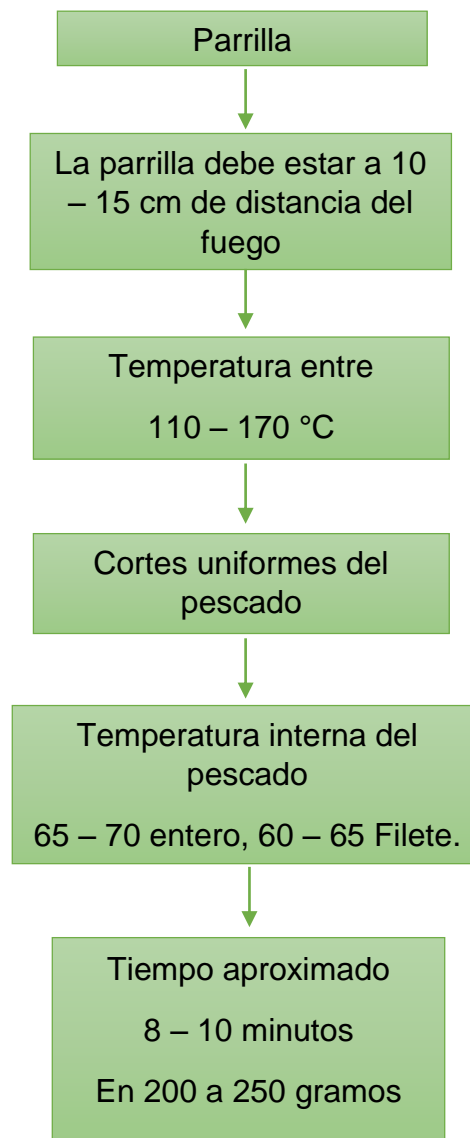 Parrilla
La parrilla debe estar a 10
– 15 cm de distancia del
fuego
Temperatura entre
110 – 170 °C
Cortes uniformes del
pescado
Temperatura interna del
pescado
65 – 70 entero, 60 – 65 Filete.
Tiempo aproximado
8 – 10 minutos
En 200 a 250 gramos